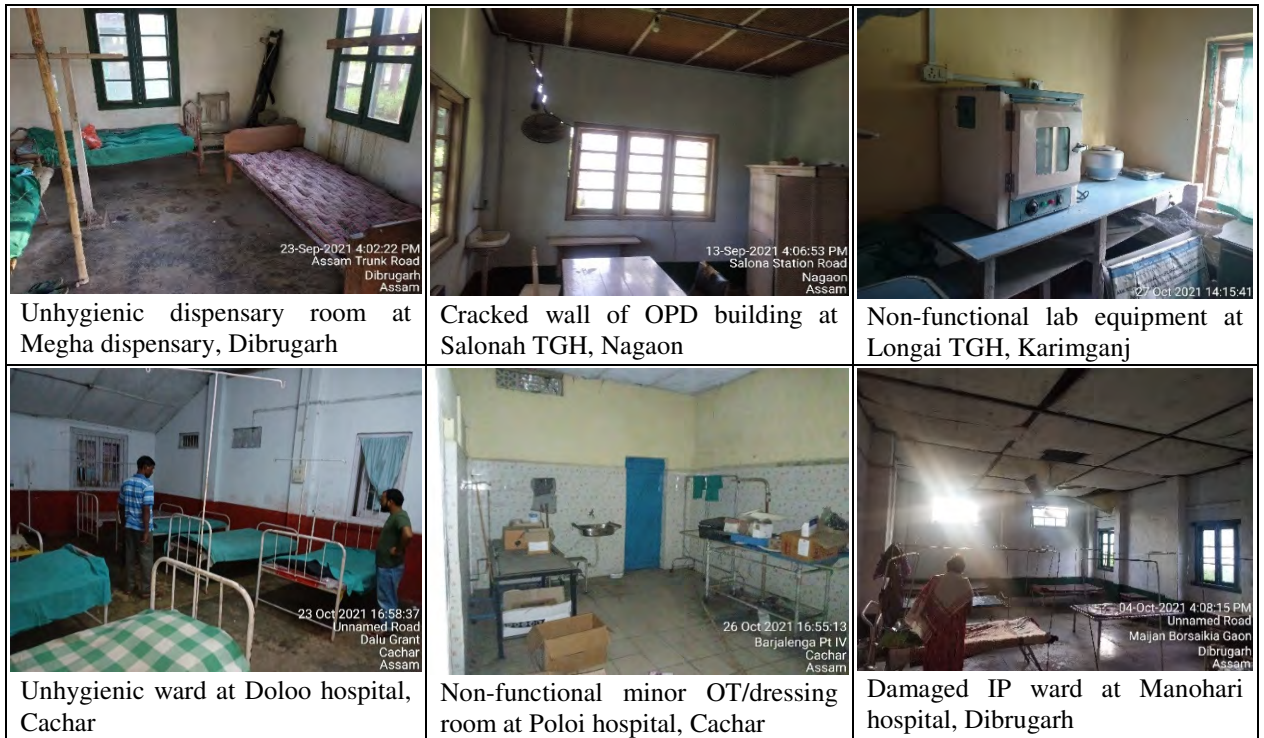 23-Sep-2021 4:02:22 PM
Assam Trunk Road
Dibrugarh
Assam
Unhygienic dispensary room at
Megha dispensary, Dibrugarh
13-Sep-2021 4:06:53 PM
Salona Station Road
Nagaon
Assam
Cracked wall of OPD building at
Salonah TGH, Nagaon
27 Oct 2021 14:15:41
Non-functional lab equipment at
Longai TGH, Karimganj
23 Oct 2021 16:58:37
Unnamed Road
Dalu Grant
Cachar
Assam
Unhygienic ward at Doloo hospital,
Cachar
26 Oct 2021 16:55:13
Barjalenga Pt IV
Cachar
Assam
Non-functional minor OT/dressing
room at Poloi hospital, Cachar
04-Oct-2021 4:08:15 PM
Unnamed Road
Maijan Borsaikia Gaon
Dibrugarh
Assam
Damaged IP ward at Manohari
hospital, Dibrugarh